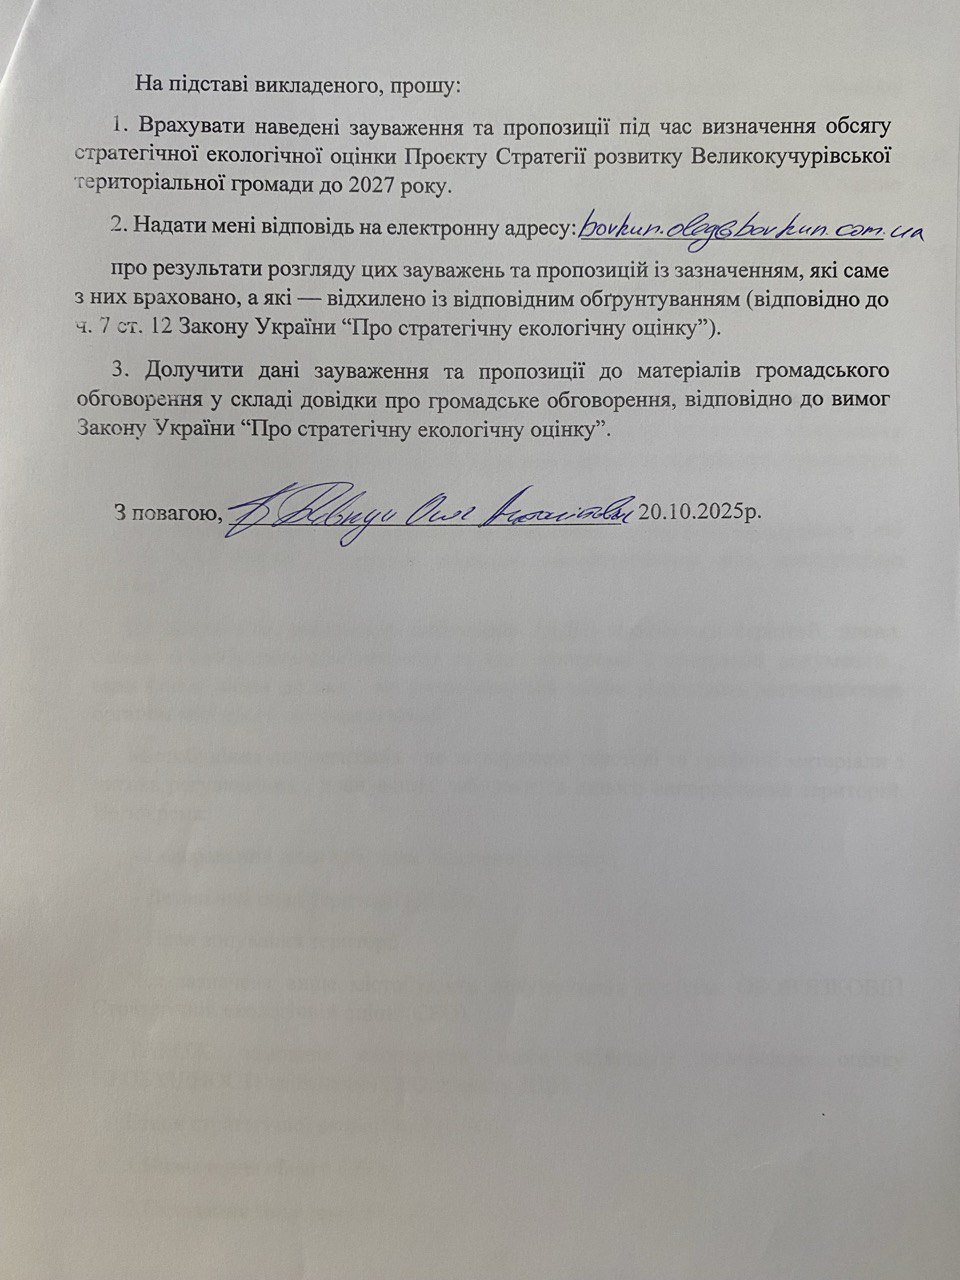 На підставі викладеного, прошу:
1. Врахувати наведені зауваження та пропозиції під час визначення обсягу
стратегічної екологічної оцінки Проєкту Стратегії розвитку Великокучурівської
територіальної громади до 2027 року.
2. Надати мені відповідь на електронну адресу: bovkun.oleg@bovkun.com.ua
про результати розгляду цих зауважень та пропозицій із зазначенням, які саме
з них враховано, а які — відхилено із відповідним обґрунтуванням (відповідно до
ч. 7 ст. 12 Закону України “Про стратегічну екологічну оцінку”).
3. Долучити дані зауваження та пропозиції до матеріалів громадського
обговорення у складі довідки про громадське обговорення, відповідно до вимог
Закону України “Про стратегічну екологічну оцінку”.
З повагою, 20.10.2025р.